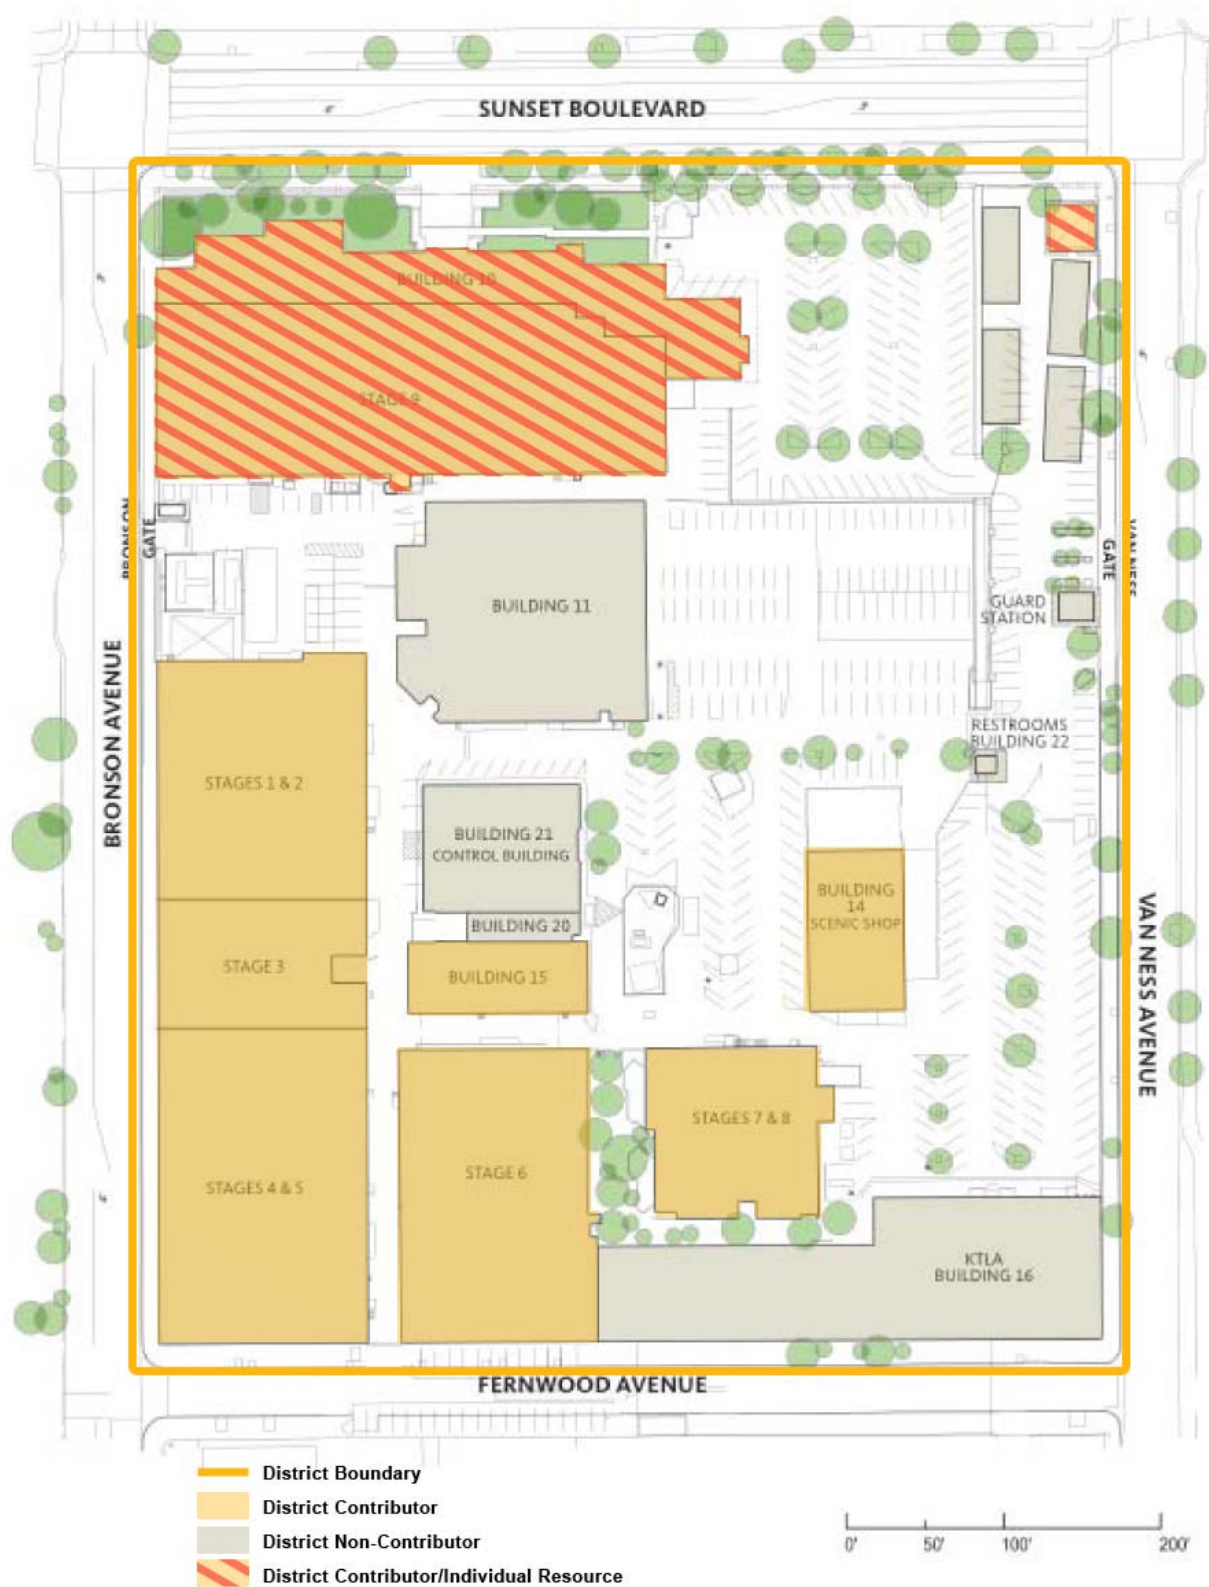 SUNSET BOULEVARD
BUILDING 10
STAGE 9
BRONSON
GATE
BUILDING 11
VAN NESS
GATE
GUARD
STATION
BRONSON AVENUE
RESTROOMS
BUILDING 22
STAGES 1 & 2
BUILDING 21
CONTROL BUILDING
BUILDING 20
BUILDING
14
SCENIC SHOP
STAGE 3
BUILDING 15
VAN NESS AVENUE
STAGES 7 & 8
STAGES 4 & 5
STAGE 6
KTLA
BUILDING 16
FERNWOOD AVENUE
District Boundary
District Contributor
District Non-Contributor
District Contributor/Individual Resource
0' 50' 100' 200'